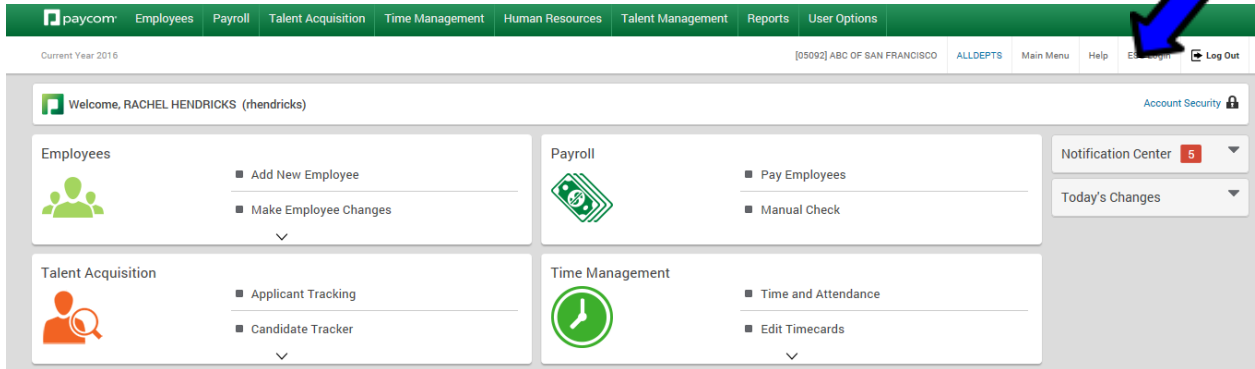 paycom Employees Payroll Talent Acquisition Time Management Human Resources Talent Management Reports User Options
Current Year 2016 [05092] ABC OF SAN FRANCISCO ALLDEPTS Main Menu Help Login Log Out
Welcome, RACHEL HENDRICKS (rhendricks) Account Security
Employees
Add New Employee
Make Employee Changes
Payroll
Pay Employees
Manual Check
Notification Center 5
Today's Changes
Talent Acquisition
Applicant Tracking
Candidate Tracker
Time Management
Time and Attendance
Edit Timecards